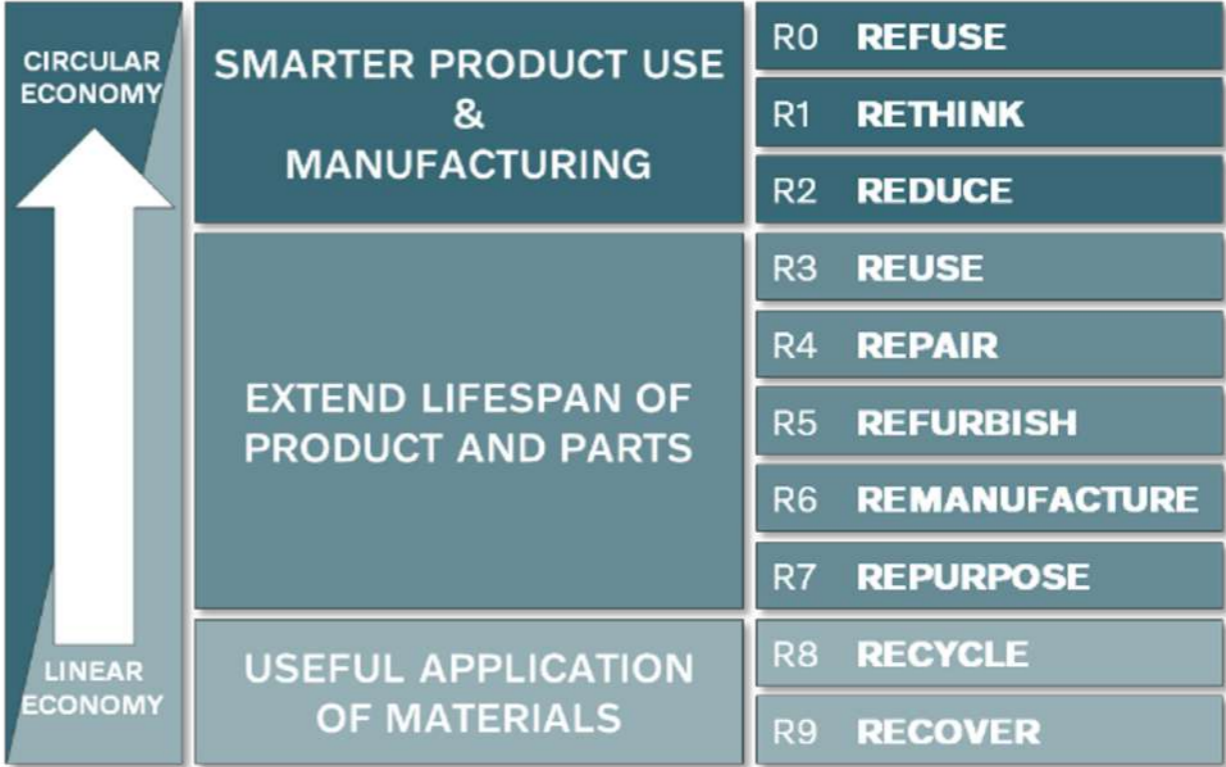 CIRCULAR
ECONOMY
LINEAR
ECONOMY
SMARTER PRODUCT USE
&
MANUFACTURING
R0 REFUSE
R1 RETHINK
R2 REDUCE
EXTEND LIFESPAN OF
PRODUCT AND PARTS
R3 REUSE
R4 REPAIR
R5 REFURBISH
R6 REMANUFACTURE
R7 REPURPOSE
USEFUL APPLICATION
OF MATERIALS
R8 RECYCLE
R9 RECOVER